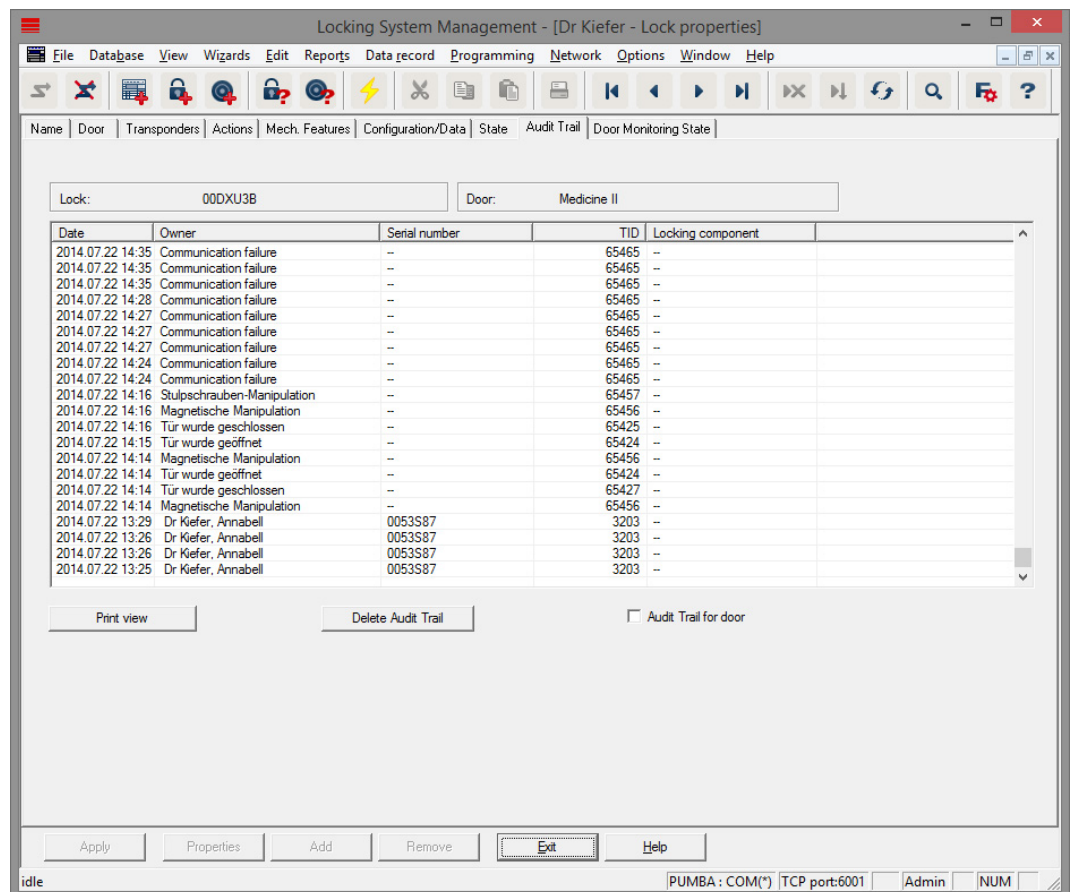 Locking System Management - [Dr Kiefer - Lock properties]
File Database View Wizards Edit Reports Data record Programming Network Options Window Help
Name Door Transponders Actions Mech. Features Configuration/Data State Audit Trail Door Monitoring State
Lock: 00DXU3B Door: Medicine II
Date Owner Serial number TID Locking component
2014.07.22 14:35 Communication failure -- 65465 --
2014.07.22 14:35 Communication failure -- 65465 --
2014.07.22 14:35 Communication failure -- 65465 --
2014.07.22 14:28 Communication failure -- 65465 --
2014.07.22 14:27 Communication failure -- 65465 --
2014.07.22 14:27 Communication failure -- 65465 --
2014.07.22 14:27 Communication failure -- 65465 --
2014.07.22 14:24 Communication failure -- 65465 --
2014.07.22 14:24 Communication failure -- 65465 --
2014.07.22 14:16 Stulpschrauben-Manipulation -- 65457 --
2014.07.22 14:16 Magnetische Manipulation -- 65456 --
2014.07.22 14:16 Tür wurde geschlossen -- 65425 --
2014.07.22 14:15 Tür wurde geöffnet -- 65424 --
2014.07.22 14:14 Magnetische Manipulation -- 65456 --
2014.07.22 14:14 Tür wurde geöffnet -- 65424 --
2014.07.22 14:14 Tür wurde geschlossen -- 65427 --
2014.07.22 14:14 Magnetische Manipulation -- 65456 --
2014.07.22 13:29 Dr Kiefer, Annabell 0053S87 3203 --
2014.07.22 13:26 Dr Kiefer, Annabell 0053S87 3203 --
2014.07.22 13:26 Dr Kiefer, Annabell 0053S87 3203 --
2014.07.22 13:25 Dr Kiefer, Annabell 0053S87 3203 --
Print view Delete Audit Trail Audit Trail for door
Apply Properties Add Remove Exit Help
idle PUMBA : COM(*) TCP port:6001 Admin NUM